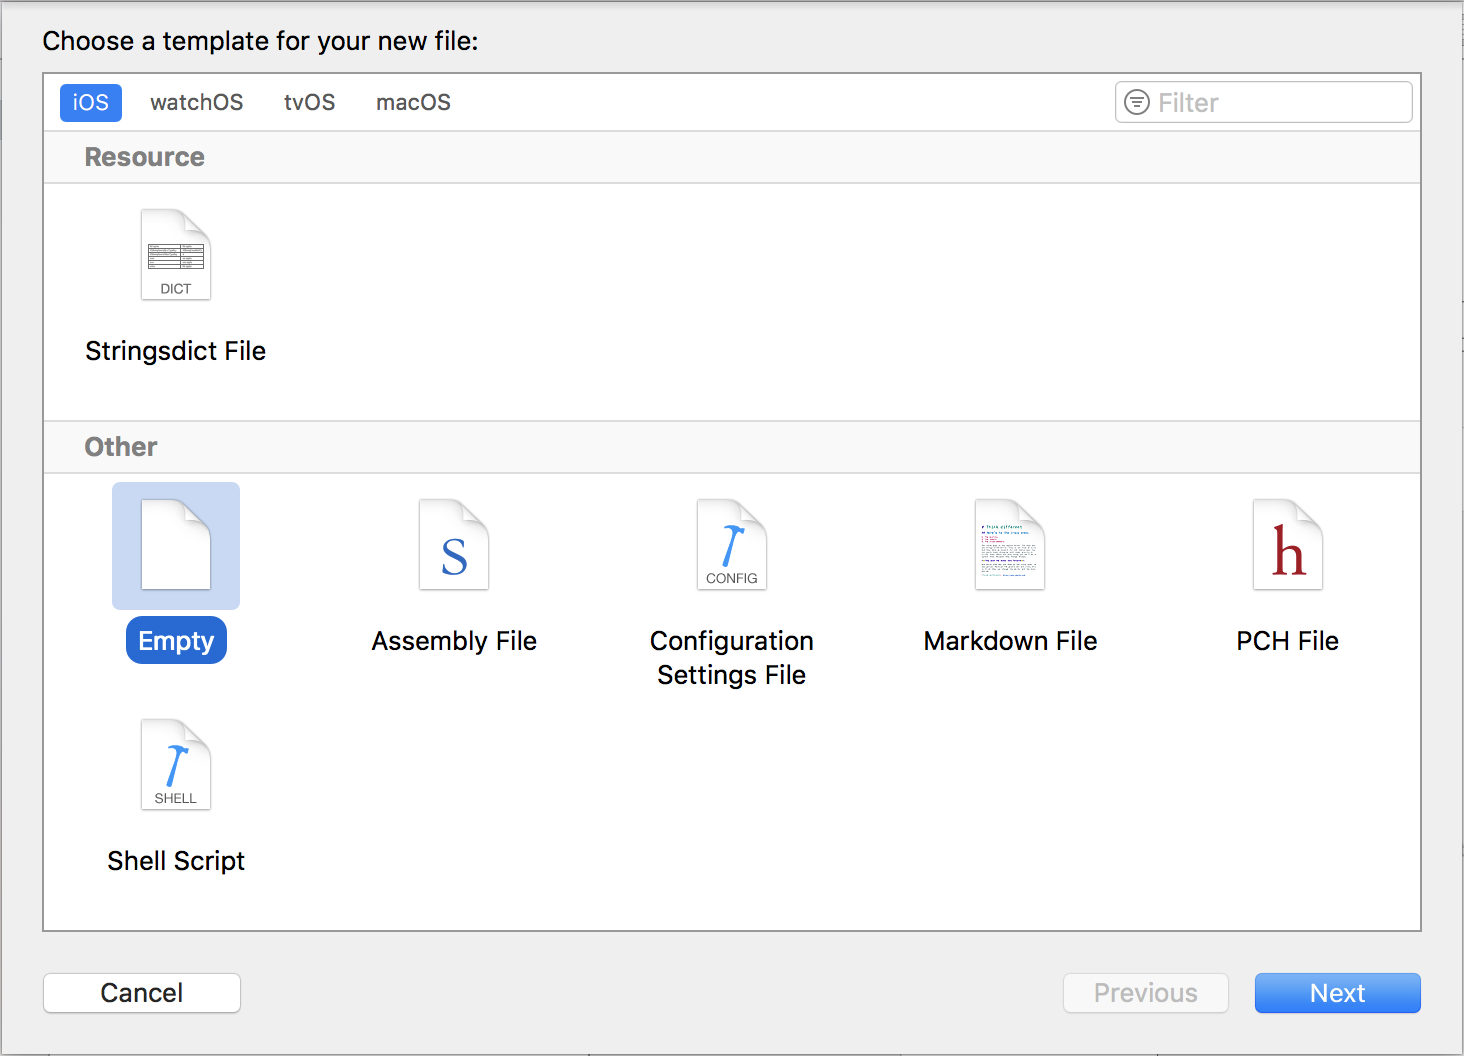 Choose a template for your new file:
iOS watchOS tvOS macOS Filter
Resource
DICT
Stringsdict File
Other
S CONFIG h
Empty Assembly File Configuration Settings File Markdown File PCH File
SHELL
Shell Script
Cancel Previous Next